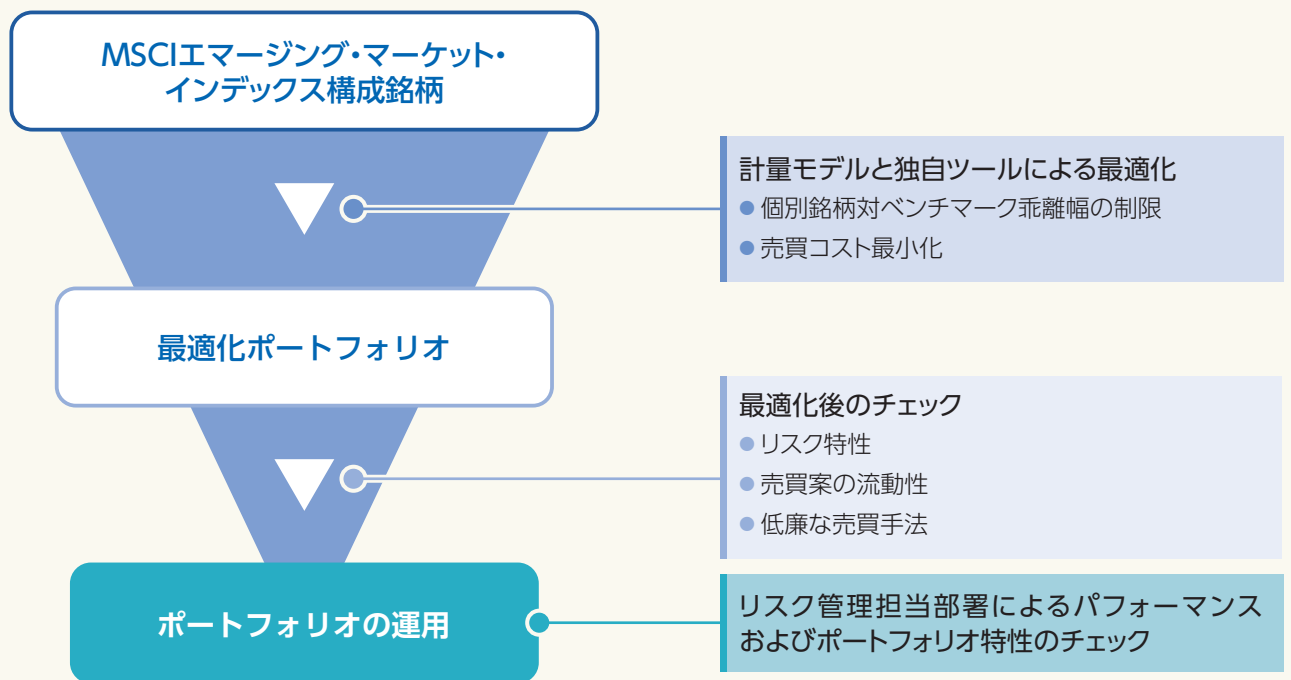 MSCIエマージング・マーケット・
インデックス構成銘柄
計量モデルと独自ツールによる最適化
● 個別銘柄対ベンチマーク乖離幅の制限
● 売買コスト最小化
最適化ポートフォリオ
最適化後のチェック
● リスク特性
● 売買案の流動性
● 低廉な売買手法
ポートフォリオの運用
リスク管理担当部署によるパフォーマンス
およびポートフォリオ特性のチェック